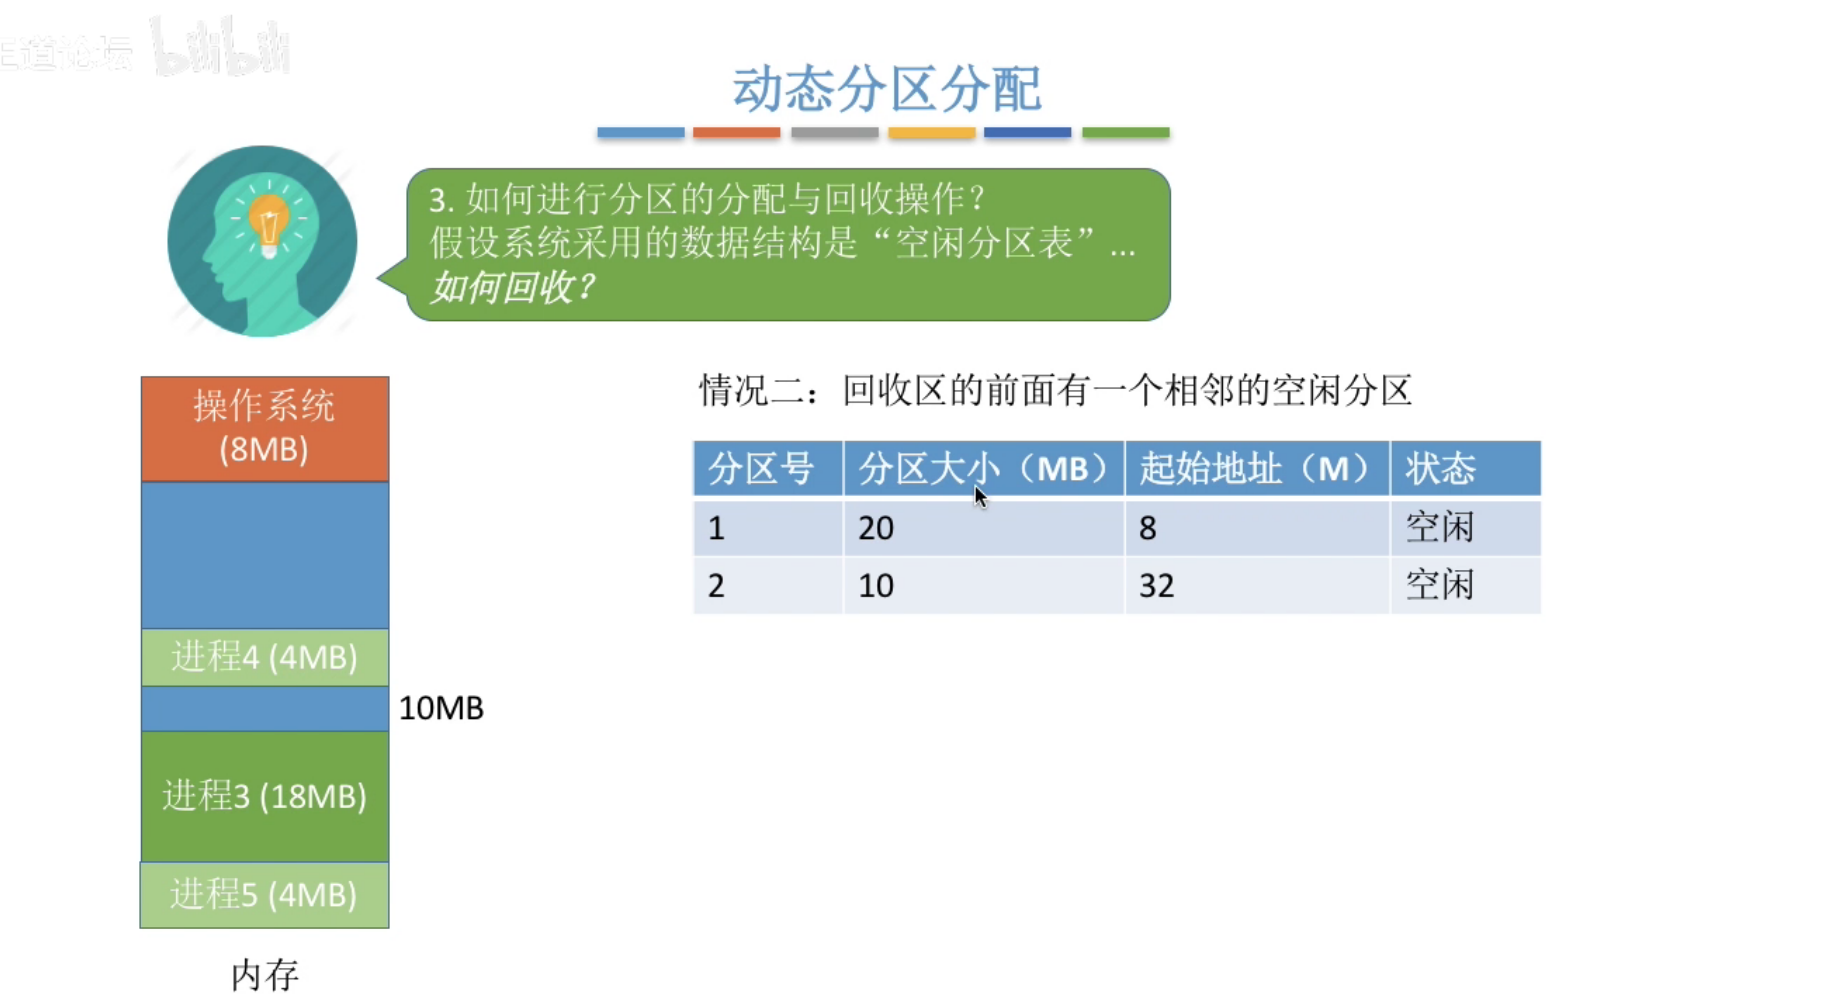 王道论坛 bilibili
动态分区分配
3. 如何进行分区的分配与回收操作？
假设系统采用的数据结构是“空闲分区表”...
如何回收？
操作系统
(8MB)
进程4 (4MB)
10MB
进程3 (18MB)
进程5 (4MB)
内存
情况二：回收区的前面有一个相邻的空闲分区
分区号 分区大小（MB） 起始地址（M） 状态
1 20 8 空闲
2 10 32 空闲